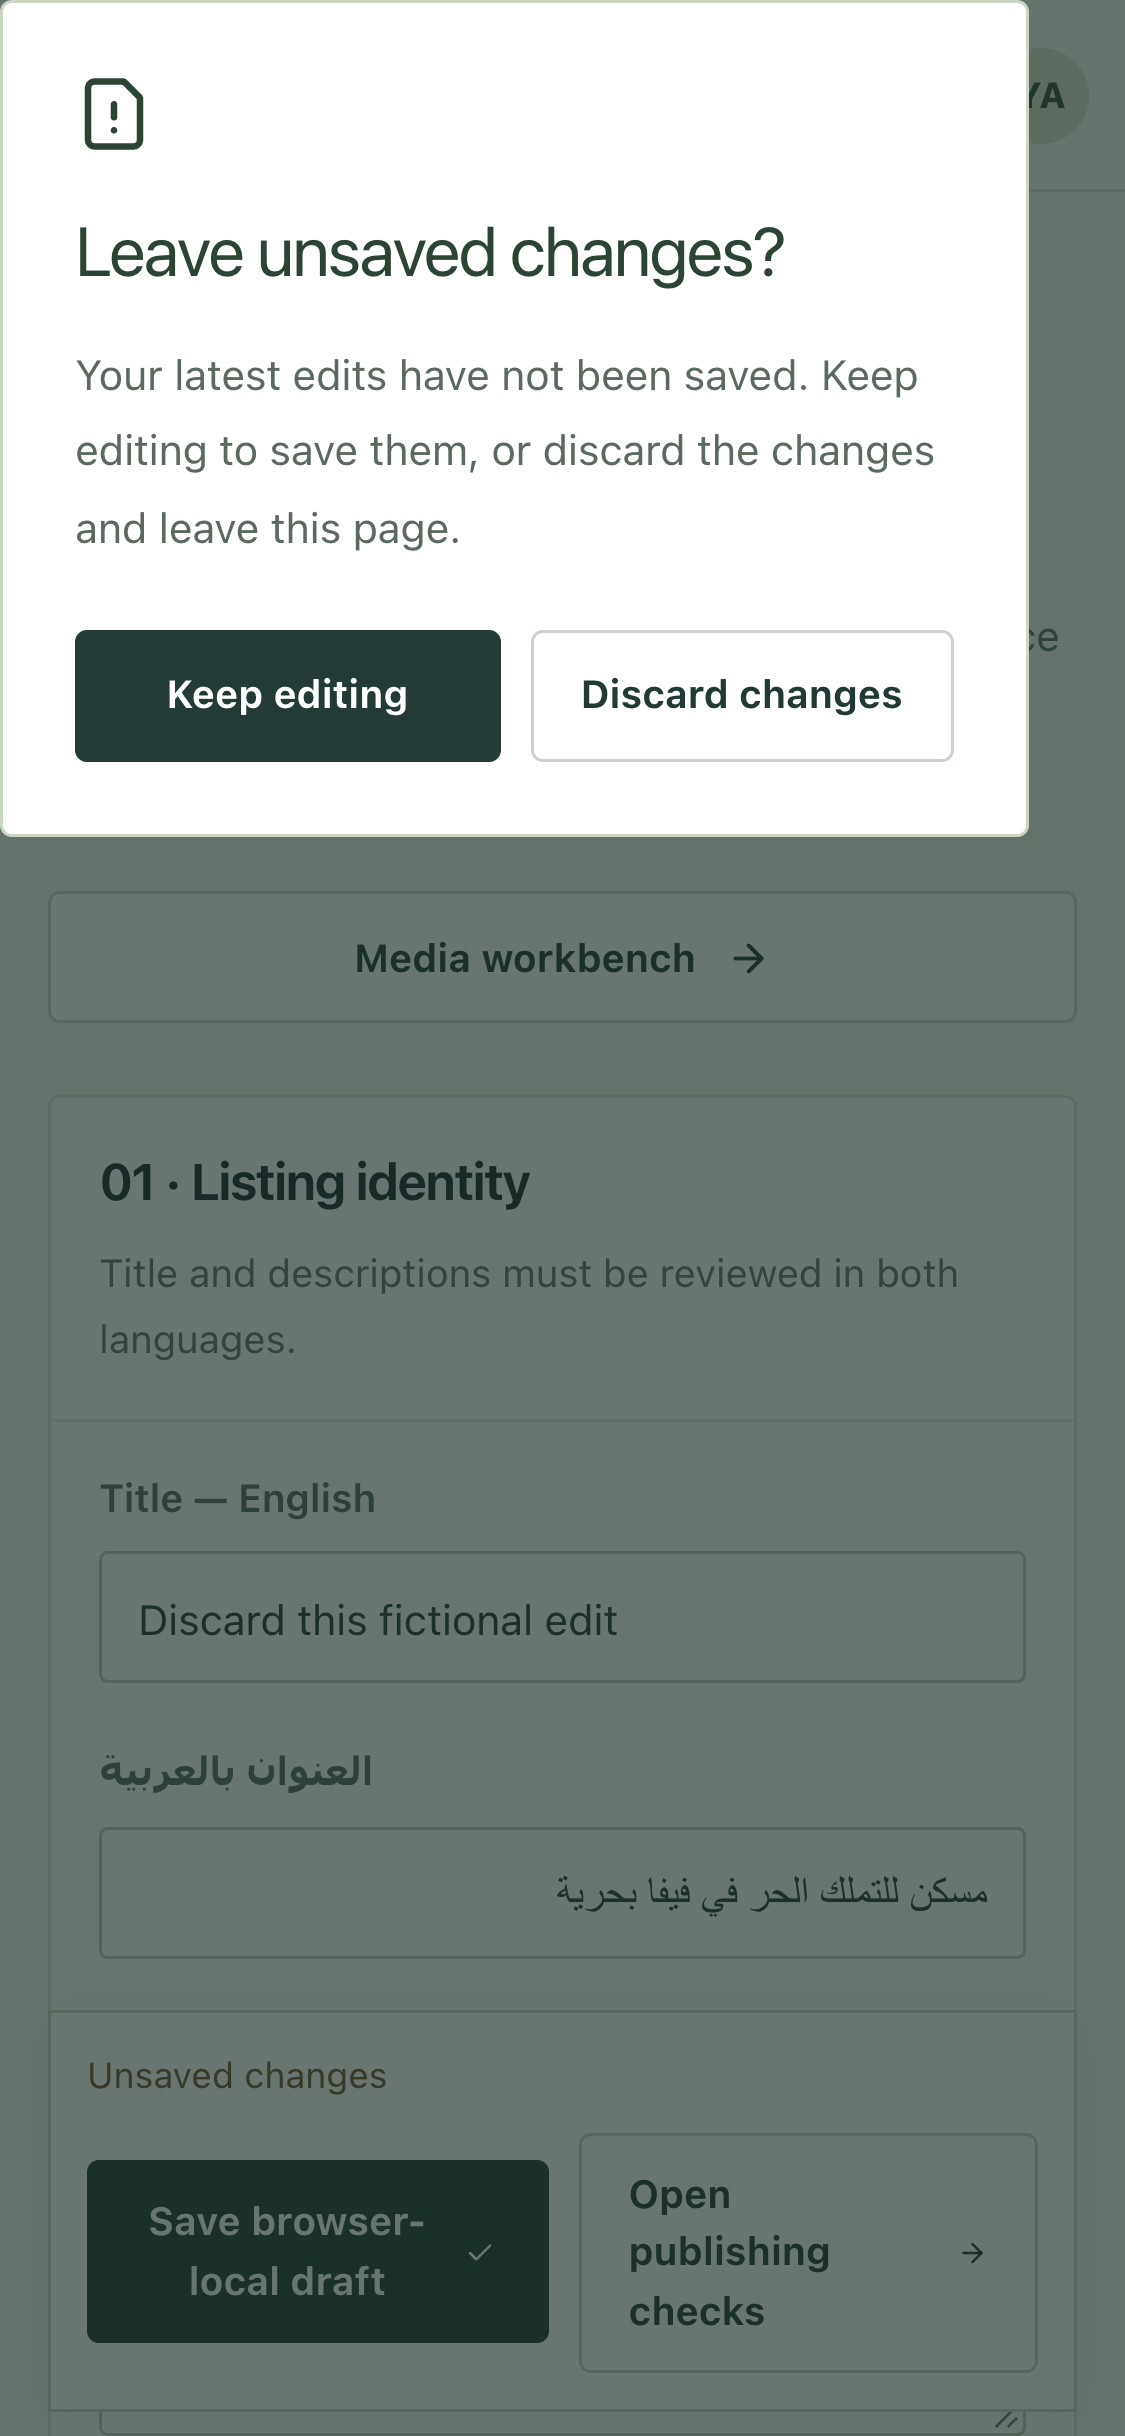 YA
Leave unsaved changes?
Your latest edits have not been saved. Keep
editing to save them, or discard the changes
and leave this page.
Keep editing
Discard changes
Media workbench
01 · Listing identity
Title and descriptions must be reviewed in both
languages.
Title — English
Discard this fictional edit
العنوان بالعربية
مسكن للتملك الحر في فيفا بحرية
Unsaved changes
Save browser-
local draft
Open
publishing
checks